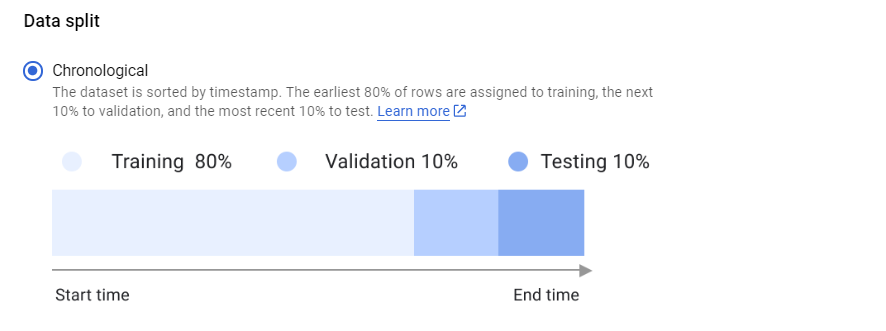 Data split
Chronological
The dataset is sorted by timestamp. The earliest 80% of rows are assigned to training, the next
10% to validation, and the most recent 10% to test. Learn more
Training 80% Validation 10% Testing 10%
Start time End time